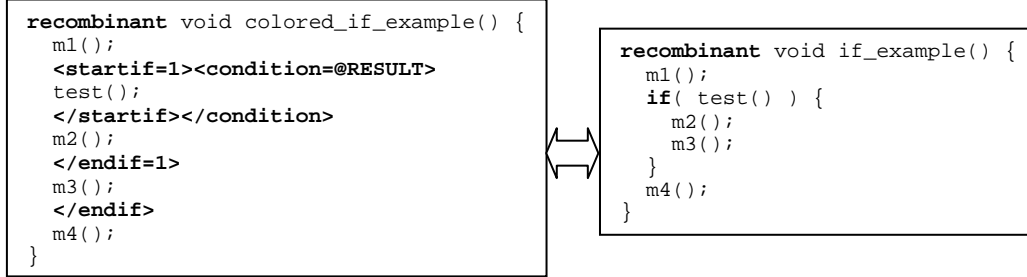 recombinant void colored_if_example() {
m1();
<startif=1><condition=@RESULT>
test();
</startif></condition>
m2();
</endif=1>
m3();
</endif>
m4();
}
recombinant void if_example() {
m1();
if( test() ) {
m2();
m3();
}
m4();
}